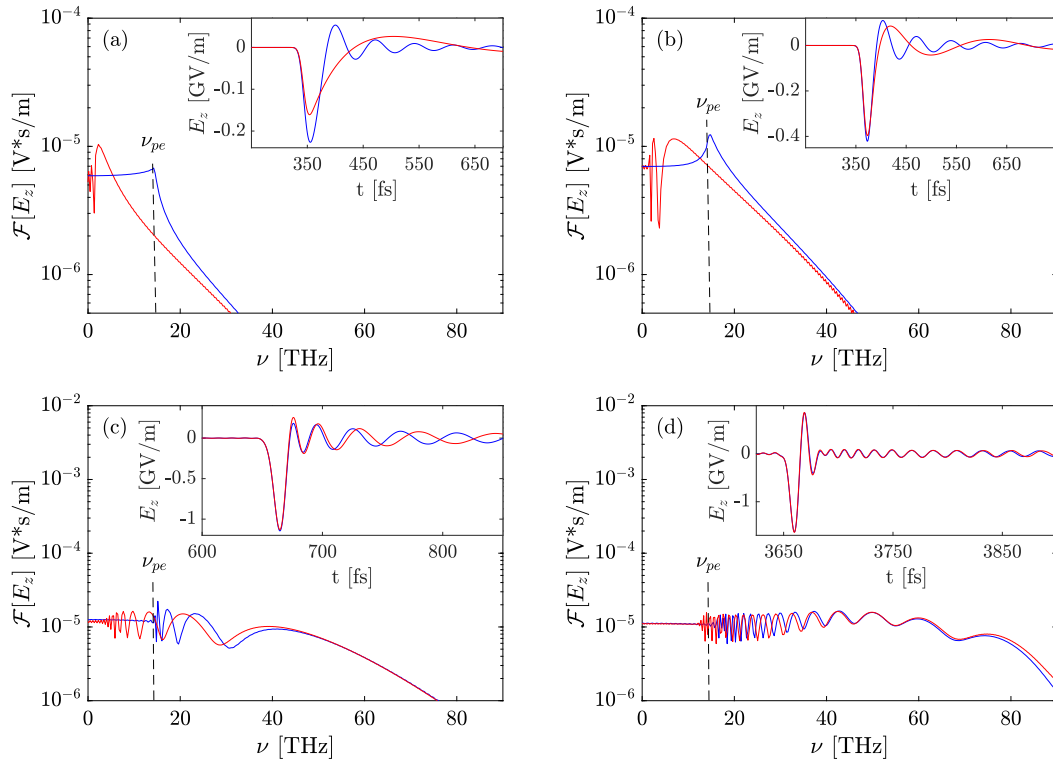 (a)
10^-4
10^-5
10^-6
F[E_z] [V*s/m]
0 20 40 60 80
ν [THz]
ν_pe
0
-0.1
-0.2
E_z [GV/m]
350 450 550 650
t [fs]
(b)
10^-4
10^-5
10^-6
F[E_z] [V*s/m]
0 20 40 60 80
ν [THz]
ν_pe
0
-0.2
-0.4
E_z [GV/m]
350 450 550 650
t [fs]
(c)
10^-2
10^-3
10^-4
10^-5
10^-6
F[E_z] [V*s/m]
0 20 40 60 80
ν [THz]
ν_pe
0
-0.5
-1
E_z [GV/m]
600 700 800
t [fs]
(d)
10^-2
10^-3
10^-4
10^-5
10^-6
F[E_z] [V*s/m]
0 20 40 60 80
ν [THz]
ν_pe
0
-1
E_z [GV/m]
3650 3750 3850
t [fs]